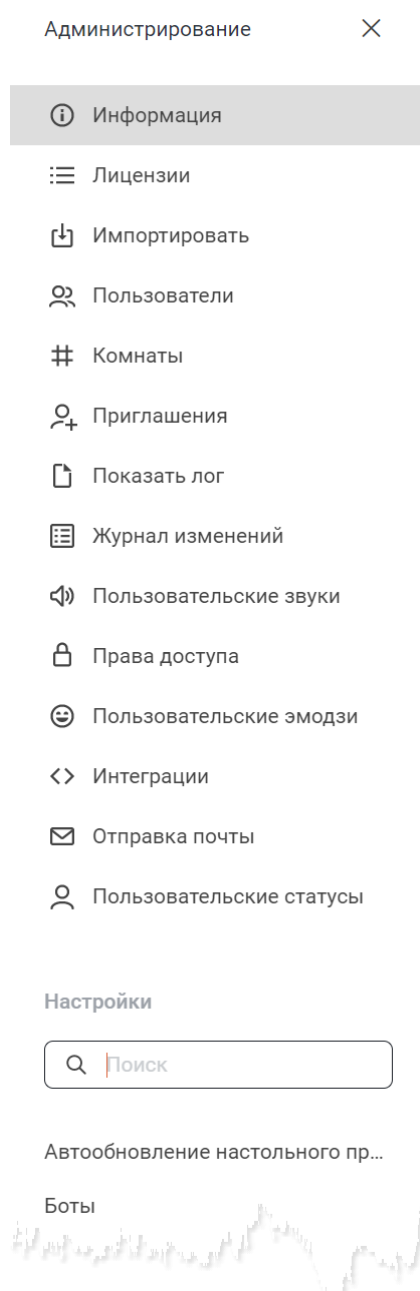 Администрирование
Информация
Лицензии
Импортировать
Пользователи
Комнаты
Приглашения
Показать лог
Журнал изменений
Пользовательские звуки
Права доступа
Пользовательские эмодзи
Интеграции
Отправка почты
Пользовательские статусы
Настройки
Поиск
Автообновление настольного пр...
Боты